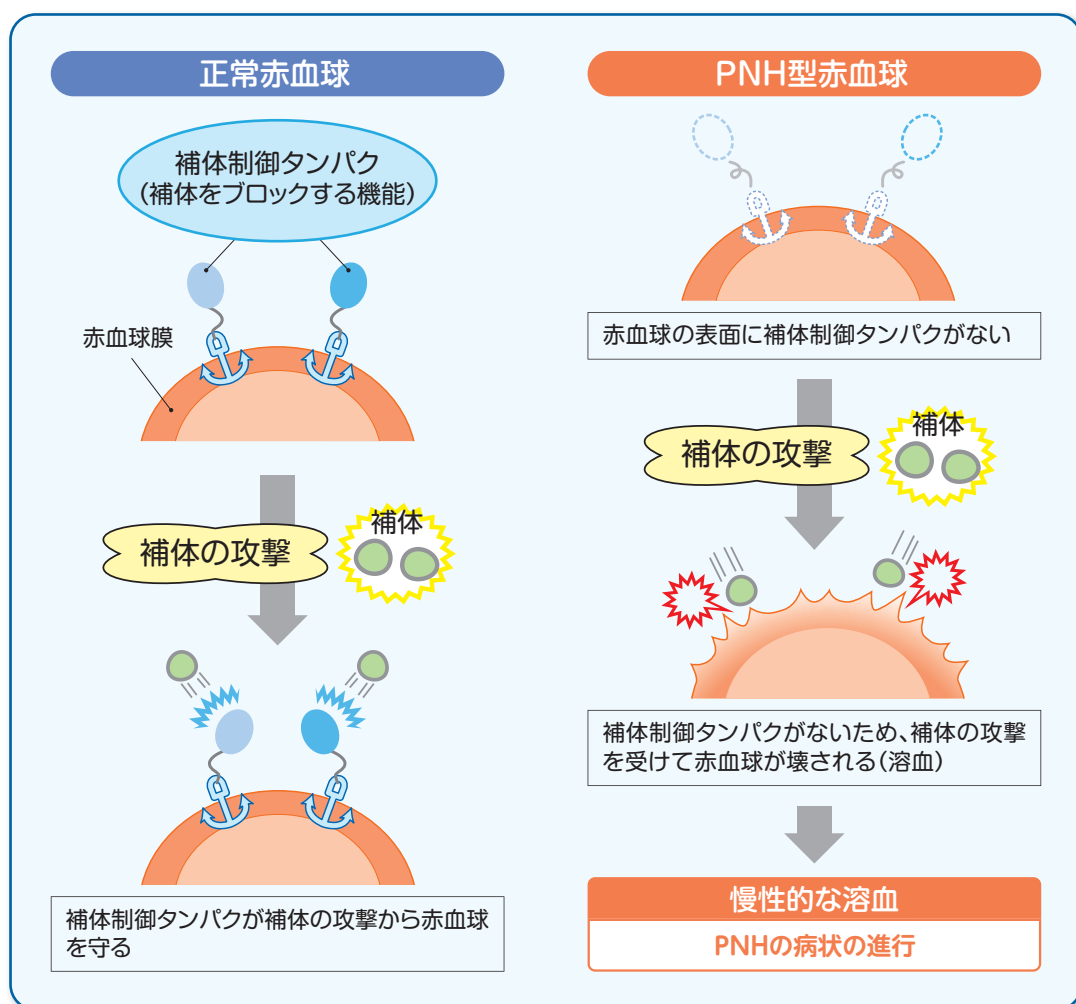 正常赤血球
補体制御タンパク
(補体をブロックする機能)
赤血球膜
補体の攻撃
補体
補体制御タンパクが補体の攻撃から赤血球
を守る
PNH型赤血球
赤血球の表面に補体制御タンパクがない
補体の攻撃
補体
補体制御タンパクがないため、補体の攻撃
を受けて赤血球が壊される(溶血)
慢性的な溶血
PNHの病状の進行